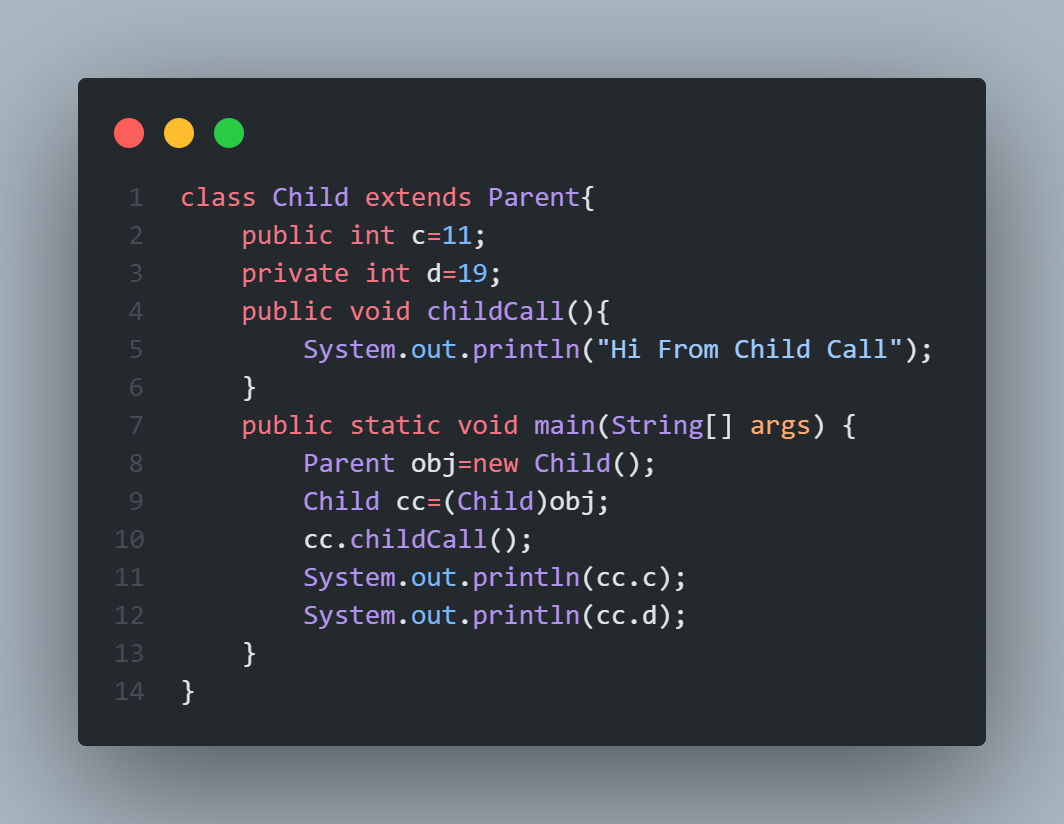 1 class Child extends Parent{
2     public int c=11;
3     private int d=19;
4     public void childCall(){
5         System.out.println("Hi From Child Call");
6     }
7     public static void main(String[] args) {
8         Parent obj=new Child();
9         Child cc=(Child)obj;
10         cc.childCall();
11         System.out.println(cc.c);
12         System.out.println(cc.d);
13     }
14 }